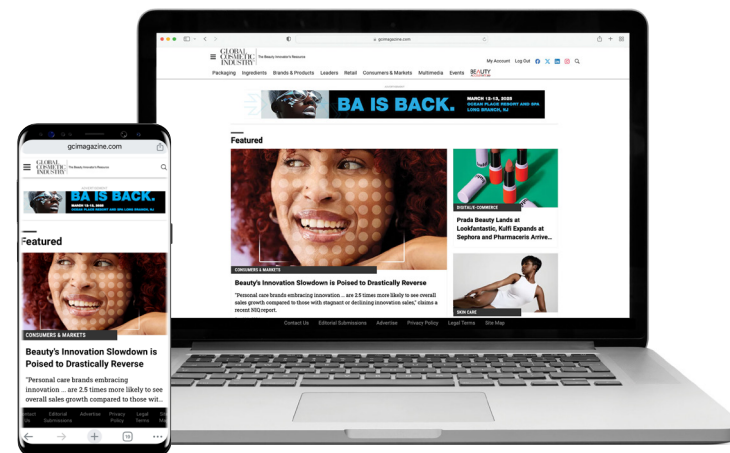 gcimagazine.com
GLOBAL
COSMETIC
INDUSTRY
The Beauty Innovator's Resource
My Account Log Out
Packaging Ingredients Brands & Products Leaders Retail Consumers & Markets Multimedia Events BEAUTY
BA IS BACK.
MARCH 12-13, 2025
OCEAN PLACE RESORT AND SPA
LONG BRANCH, NJ
Featured
CONSUMERS & MARKETS
Beauty's Innovation Slowdown is Poised to Drastically Reverse
"Personal care brands embracing innovation ... are 2.5 times more likely to see overall
sales growth compared to those with stagnant or declining innovation sales," claims a
recent NIQ report.
DIGITAL/E-COMMERCE
Prada Beauty Lands at
Lookfantastic, Kulfi Expands at
Sephora and Pharmaceris Arrive...
SKIN CARE
Contact Us Editorial Submissions Advertise Privacy Policy Legal Terms Site Map
gcimagazine.com
GLOBAL
COSMETIC
INDUSTRY
The Beauty Innovator's Resource
BA IS BACK.
MARCH 12-13, 2025
OCEAN PLACE RESORT AND SPA LONG BRANCH, NJ
Featured
CONSUMERS & MARKETS
Beauty's Innovation Slowdown is
Poised to Drastically Reverse
"Personal care brands embracing
innovation ... are 2.5 times more likely to see
overall sales growth compared to those wit...
Editorial Advertise Privacy Legal
Us Submissions Policy Terms